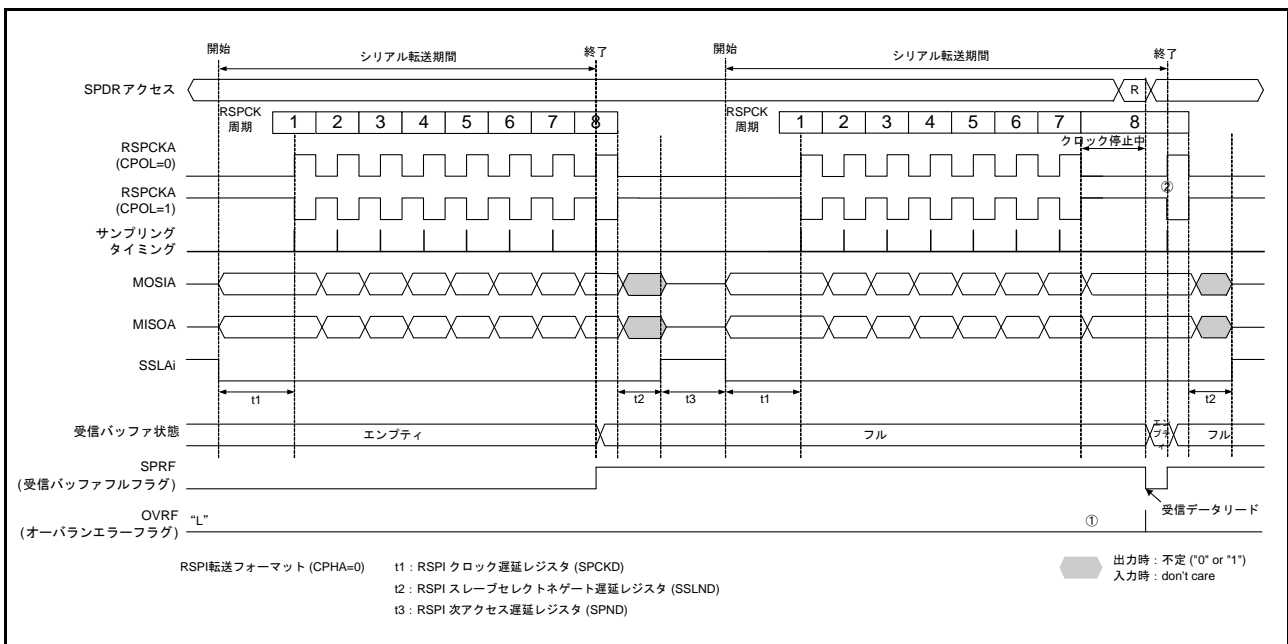 開始 シリアル転送期間 終了 開始 シリアル転送期間 終了
SPDRアクセス R
RSPCK
周期 1 2 3 4 5 6 7 8 RSPCK
周期 1 2 3 4 5 6 7 8
クロック停止中
RSPCKA
(CPOL=0)
②
RSPCKA
(CPOL=1)
サンプリング
タイミング
MOSIA
MISOA
SSLAi
t1 t2 t3 t1 t2
受信バッファ状態 エンプティ フル エンプティ フル
SPRF
(受信バッファフルフラグ)
受信データリード
OVRF
(オーバランエラーフラグ) “L” ①
RSPI転送フォーマット (CPHA=0) t1 : RSPI クロック遅延レジスタ (SPCKD)
t2 : RSPI スレーブセレクトネゲート遅延レジスタ (SSLND)
t3 : RSPI 次アクセス遅延レジスタ (SPND)
出力時 : 不定 ("0" or "1")
入力時 : don't care